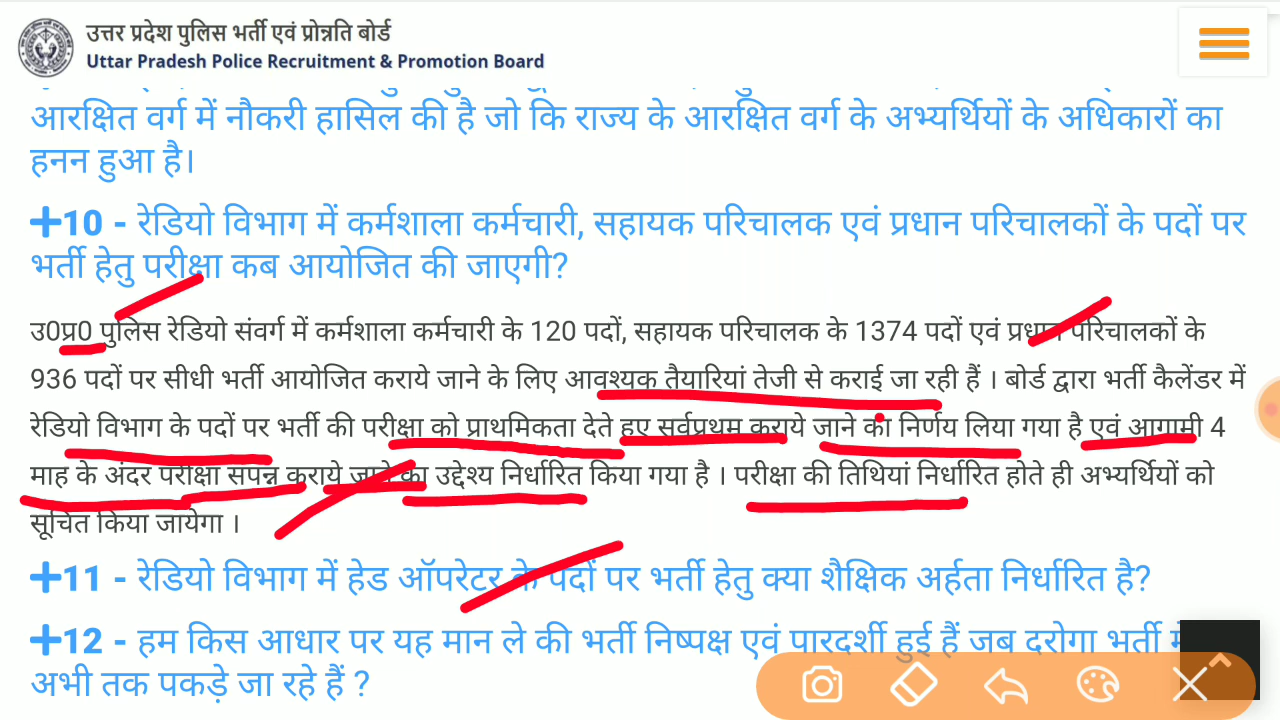 उत्तर प्रदेश पुलिस भर्ती एवं प्रोन्नति बोर्ड
Uttar Pradesh Police Recruitment & Promotion Board
आरक्षित वर्ग में नौकरी हासिल की है जो कि राज्य के आरक्षित वर्ग के अभ्यर्थियों के अधिकारों का
हनन हुआ है।
+10 - रेडियो विभाग में कर्मशाला कर्मचारी, सहायक परिचालक एवं प्रधान परिचालकों के पदों पर
भर्ती हेतु परीक्षा कब आयोजित की जाएगी?
उ0प्र0 पुलिस रेडियो संवर्ग में कर्मशाला कर्मचारी के 120 पदों, सहायक परिचालक के 1374 पदों एवं प्रधान परिचालकों के
936 पदों पर सीधी भर्ती आयोजित कराये जाने के लिए आवश्यक तैयारियां तेजी से कराई जा रही हैं । बोर्ड द्वारा भर्ती कैलेंडर में
रेडियो विभाग के पदों पर भर्ती की परीक्षा को प्राथमिकता देते हुए सर्वप्रथम कराये जाने का निर्णय लिया गया है एवं आगामी 4
माह के अंदर परीक्षा संपन्न कराये जाने का उद्देश्य निर्धारित किया गया है । परीक्षा की तिथियां निर्धारित होते ही अभ्यर्थियों को
सूचित किया जायेगा ।
+11 - रेडियो विभाग में हेड ऑपरेटर के पदों पर भर्ती हेतु क्या शैक्षिक अर्हता निर्धारित है?
+12 - हम किस आधार पर यह मान ले की भर्ती निष्पक्ष एवं पारदर्शी हुई हैं जब दरोगा भर्ती में
अभी तक पकड़े जा रहे हैं ?